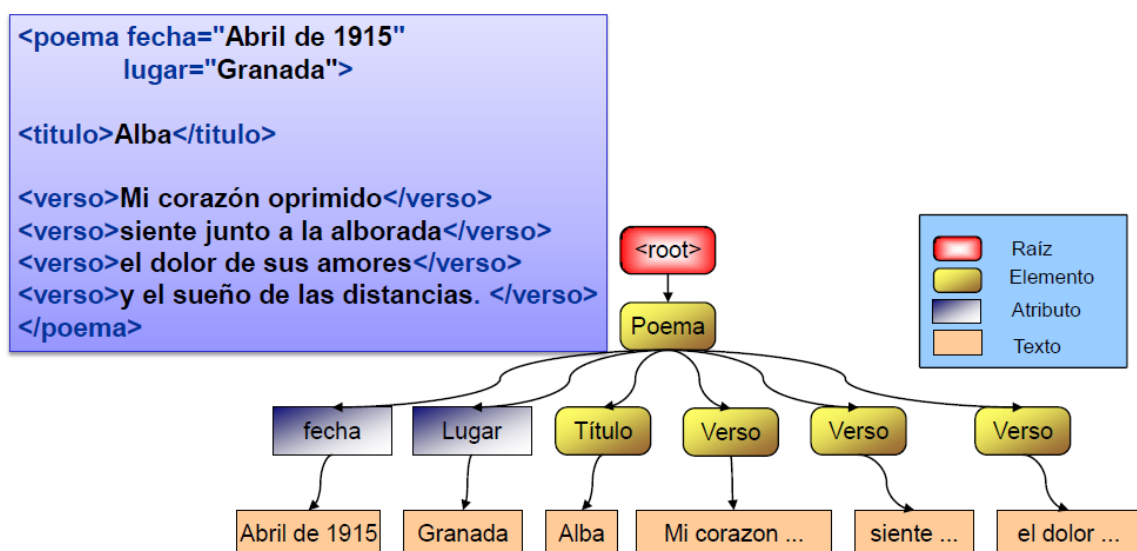 <poema fecha="Abril de 1915"
lugar="Granada">
<titulo>Alba</titulo>
<verso>Mi corazón oprimido</verso>
<verso>siente junto a la alborada</verso>
<verso>el dolor de sus amores</verso>
<verso>y el sueño de las distancias. </verso>
</poema>
<root>
Poema
fecha
Lugar
Título
Verso
Verso
Verso
Abril de 1915
Granada
Alba
Mi corazon ...
siente ...
el dolor ...
Raíz
Elemento
Atributo
Texto